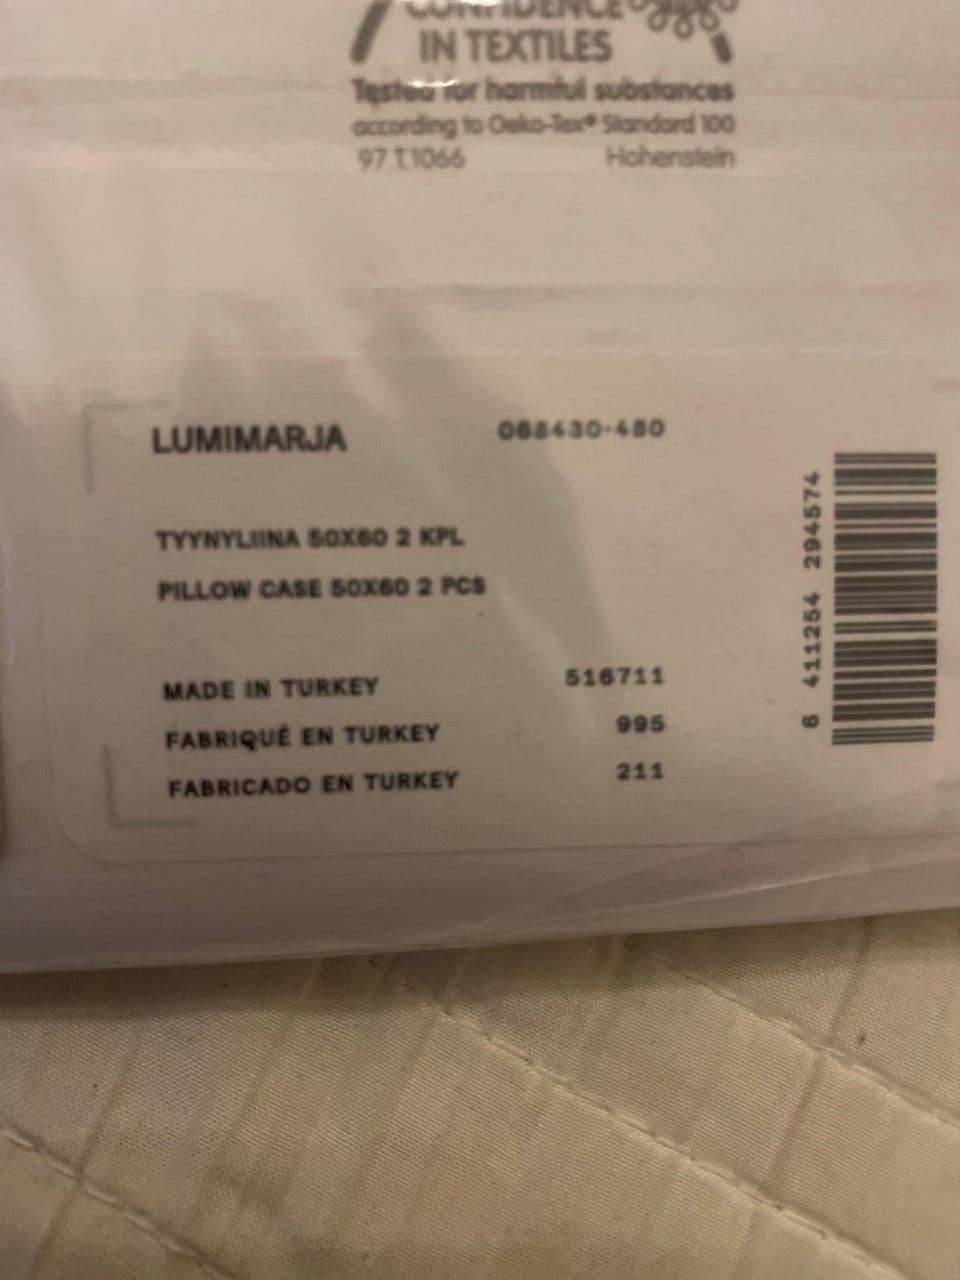 CONFIDENCE
IN TEXTILES
Tested for harmful substances
according to Oeko-Tex® Standard 100
97.T.1066 Hohenstein
LUMIMARJA 068430-480
TYYNYLIINA 50X60 2 KPL
PILLOW CASE 50X60 2 PCS
MADE IN TURKEY 516711
FABRIQUÉ EN TURKEY 995
FABRICADO EN TURKEY 211
6 411254 294574